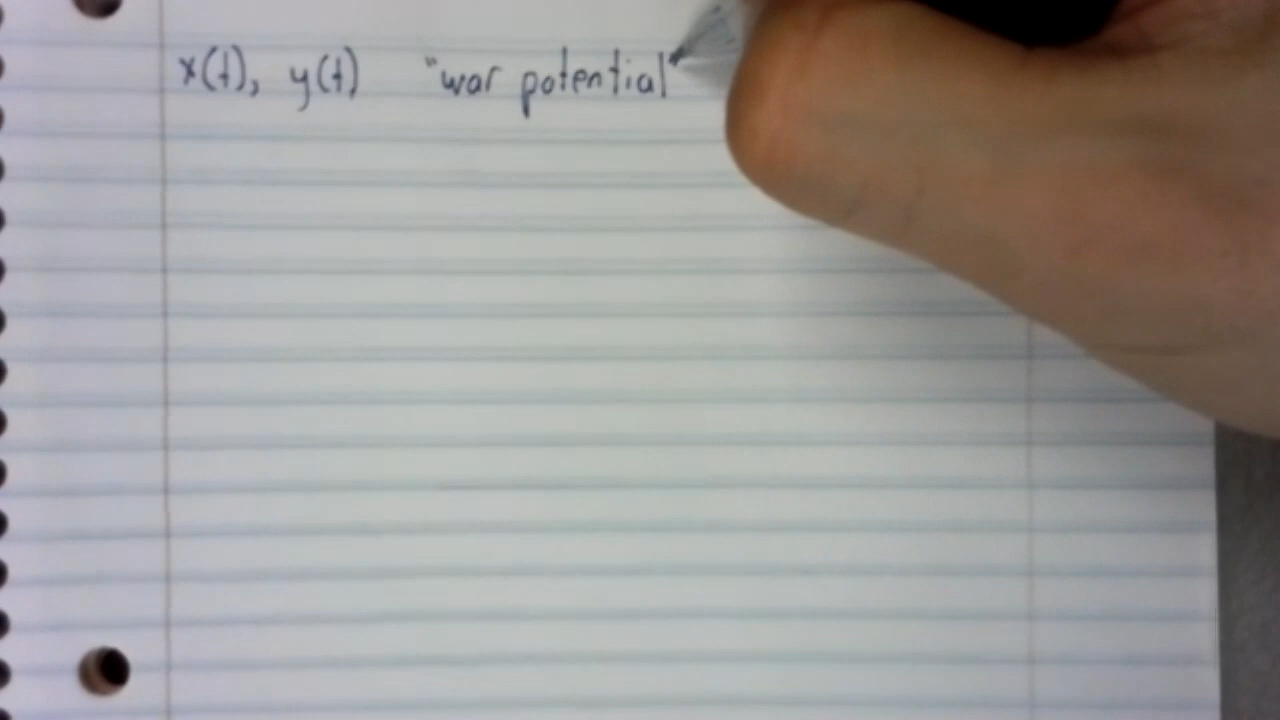 x(t), y(t) "war potential"